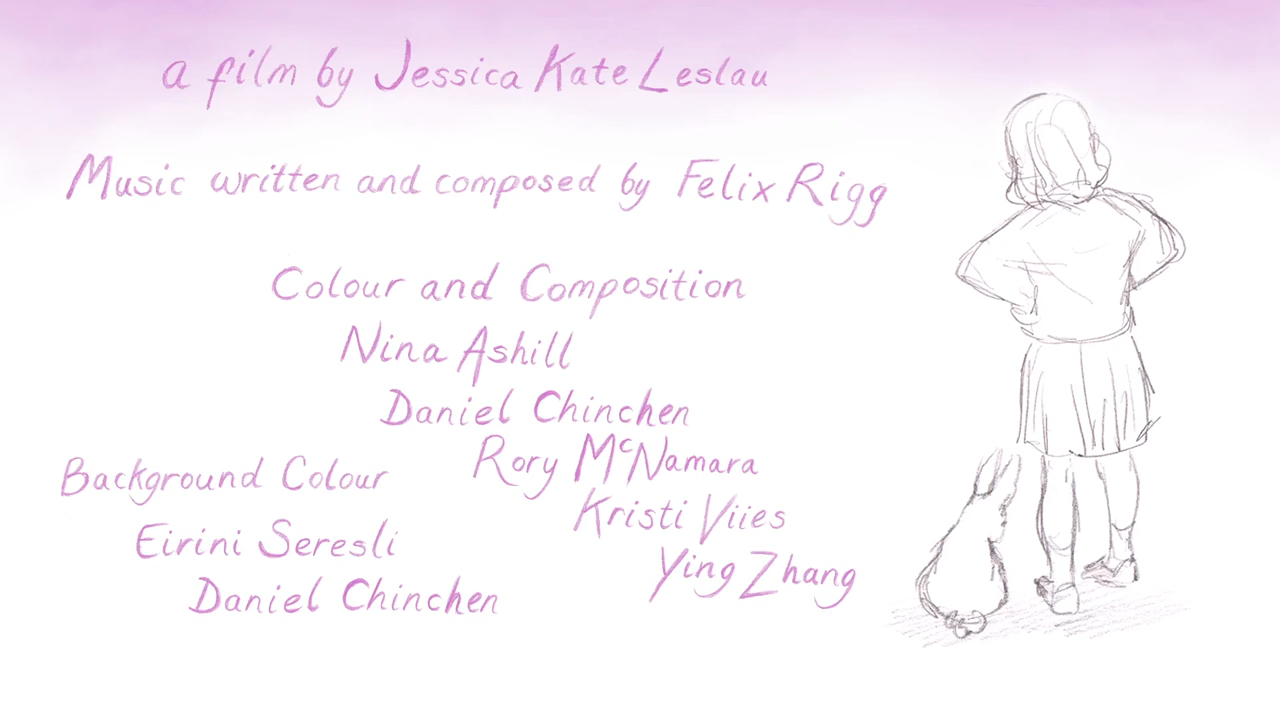 a film by Jessica Kate Leslau
Music written and composed by Felix Rigg
Colour and Composition
Nina Ashill
Daniel Chinchen
Rory McNamara
Kristi Viies
Ying Zhang
Background Colour
Eirini Seresli
Daniel Chinchen